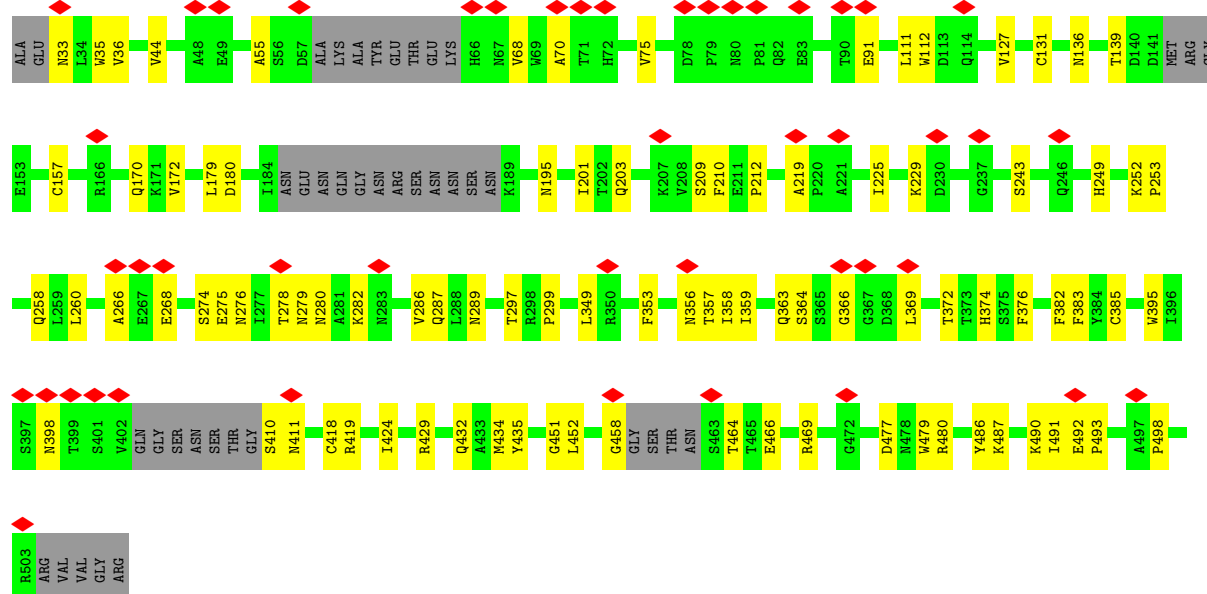 ALA GLU N33 L34 W35 V36 V44 A48 E49 A55 S56 D57 ALA LYS ALA TYR GLU THR GLU LYS H66 N67 V68 W69 A70 T71 H72 V75 D78 P79 N80 P81 Q82 E83 T90 E91 L111 W112 D113 Q114 V127 C131 N136 T139 D140 D141 MET ARG
E153 C157 R166 Q170 K171 V172 L179 D180 I184 ASN GLU ASN GLN GLY ASN ARG SER ASN ASN SER ASN K189 N195 I201 T202 Q203 K207 V208 S209 F210 E211 P212 A219 P220 A221 I225 K229 D230 G237 S243 Q246 H249 K252 P253
Q258 L259 L260 A266 E267 E268 S274 E275 N276 I277 T278 N279 N280 A281 K282 N283 V286 Q287 L288 N289 T297 R298 P299 L349 R350 F353 N356 T357 I358 I359 Q363 S364 S365 G366 G367 D368 L369 T372 T373 H374 S375 F376 F382 F383 Y384 C385 W395 I396
S397 N398 T399 S401 V402 GLN GLY SER ASN SER THR GLY S410 N411 C418 R419 I424 R429 Q432 A433 M434 Y435 G451 L452 G458 GLY SER THR ASN S463 T464 T465 E466 R469 G472 D477 N478 W479 R480 Y486 K487 K490 I491 E492 P493 A497 P498
R503 ARG VAL VAL GLY ARG